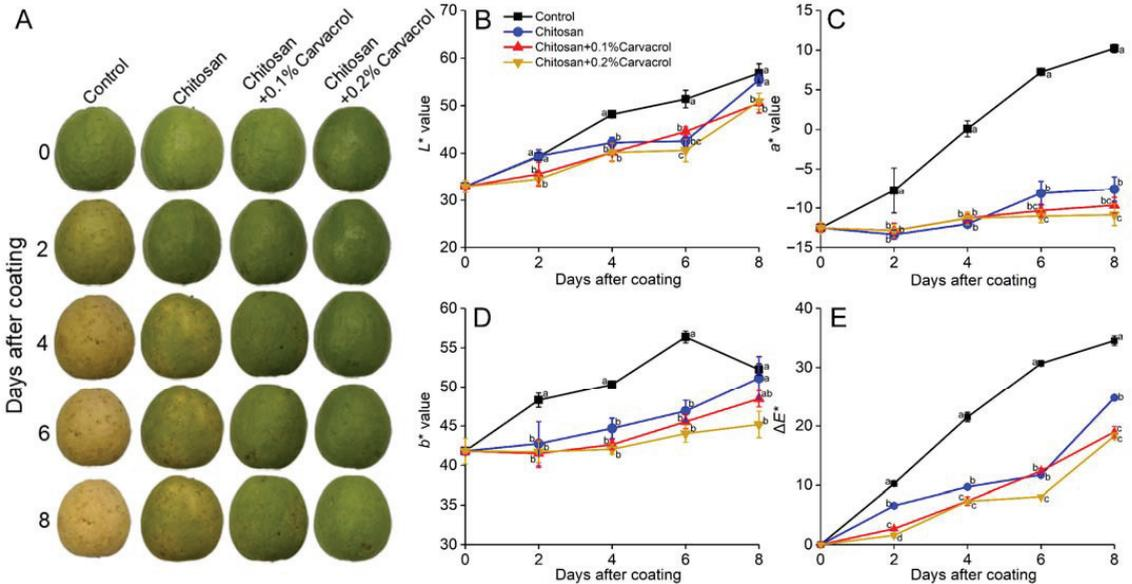 A
Control
Chitosan
Chitosan
+0.1% Carvacrol
Chitosan
+0.2% Carvacrol
Days after coating
0
2
4
6
8
B
Control
Chitosan
Chitosan+0.1%Carvacrol
Chitosan+0.2%Carvacrol
L* value
70
60
50
40
30
20
0 2 4 6 8
Days after coating
C
a* value
15
10
5
0
−5
−10
−15
0 2 4 6 8
Days after coating
D
b* value
60
55
50
45
40
35
30
0 2 4 6 8
Days after coating
E
ΔE*
40
30
20
10
0
0 2 4 6 8
Days after coating